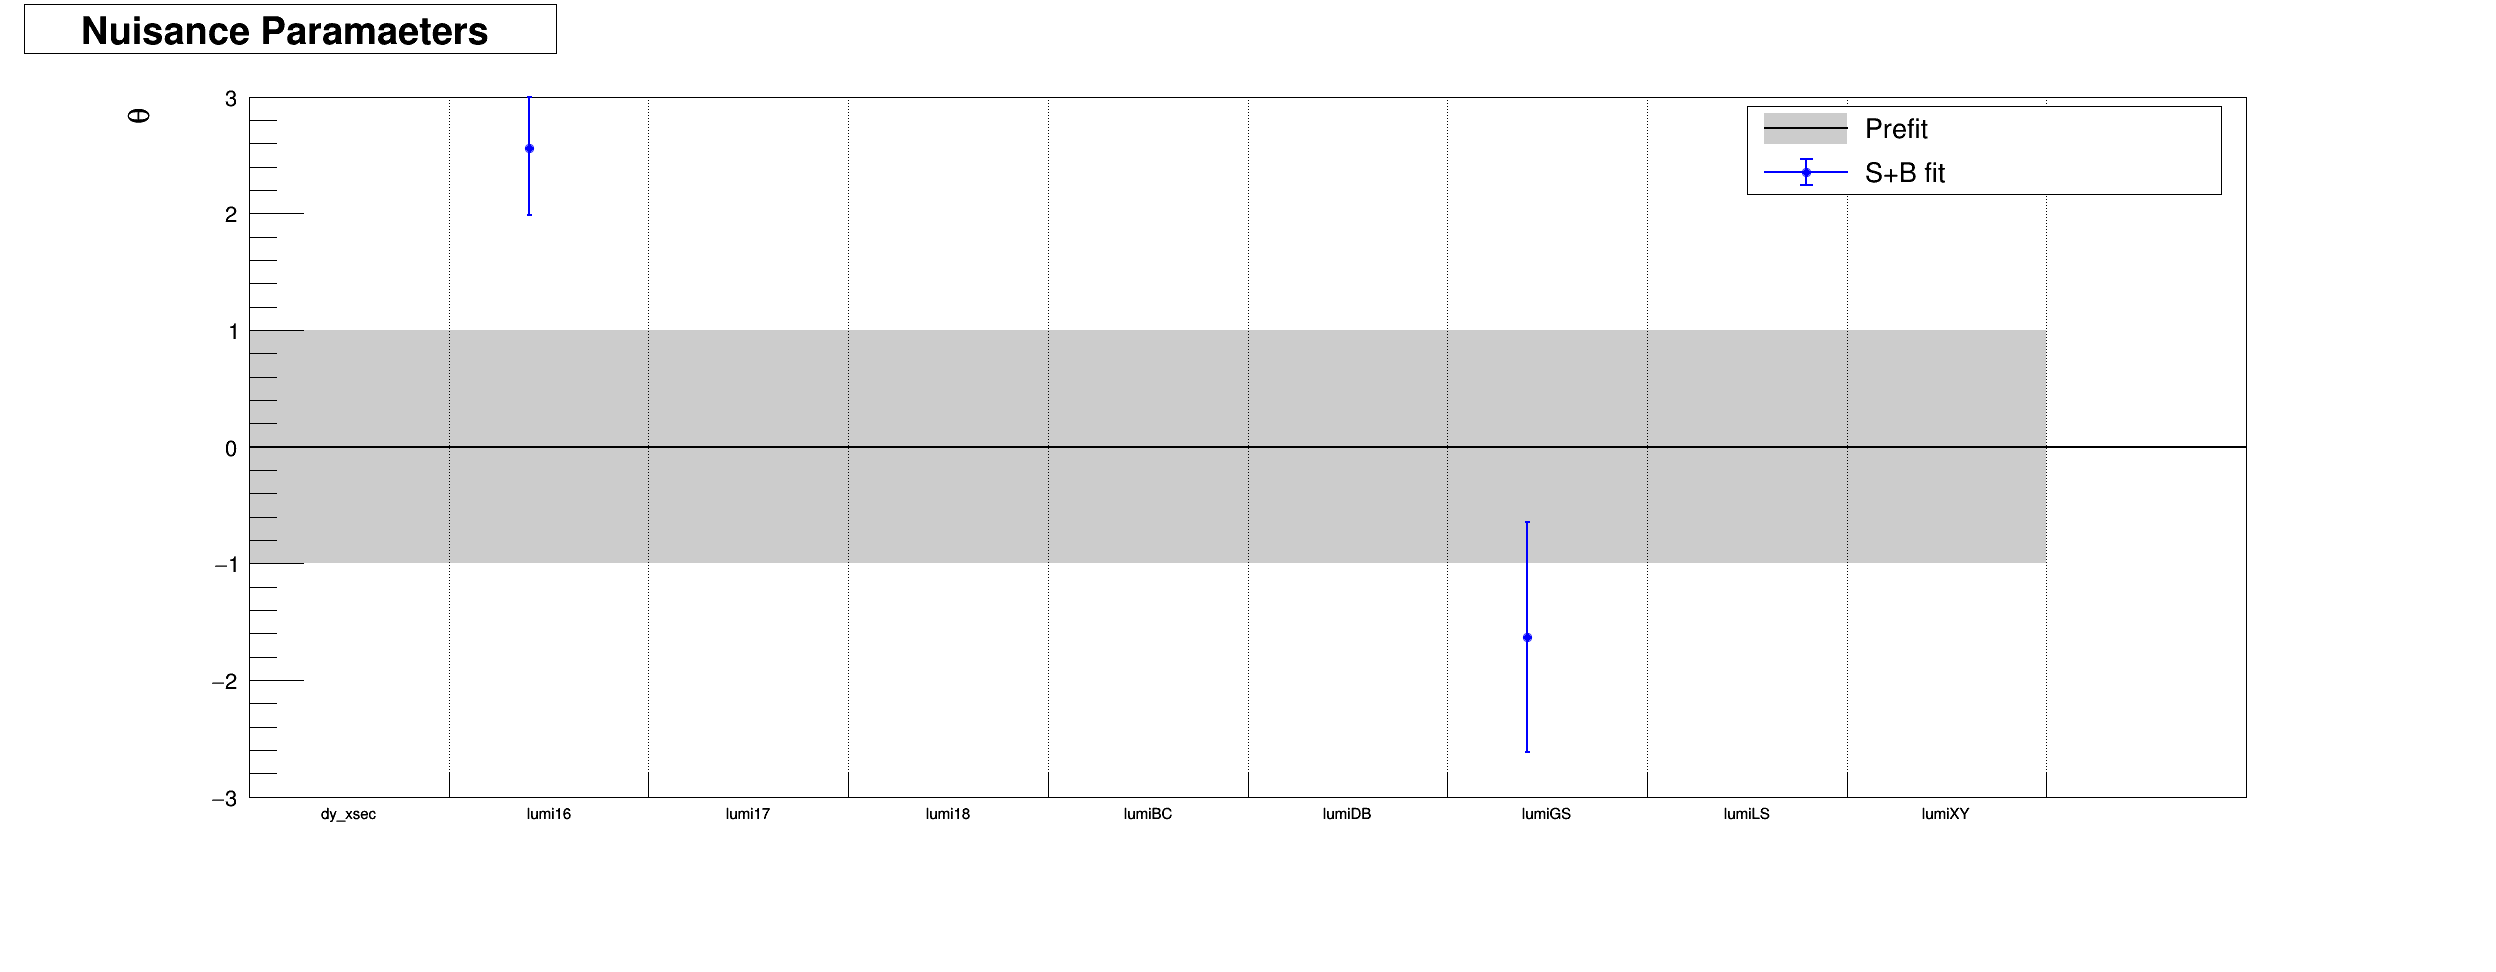 Nuisance Paramaeters
θ
3
2
1
0
−1
−2
−3
Prefit
S+B fit
dy_xsec lumi16 lumi17 lumi18 lumiBC lumiDB lumiGS lumiLS lumiXY